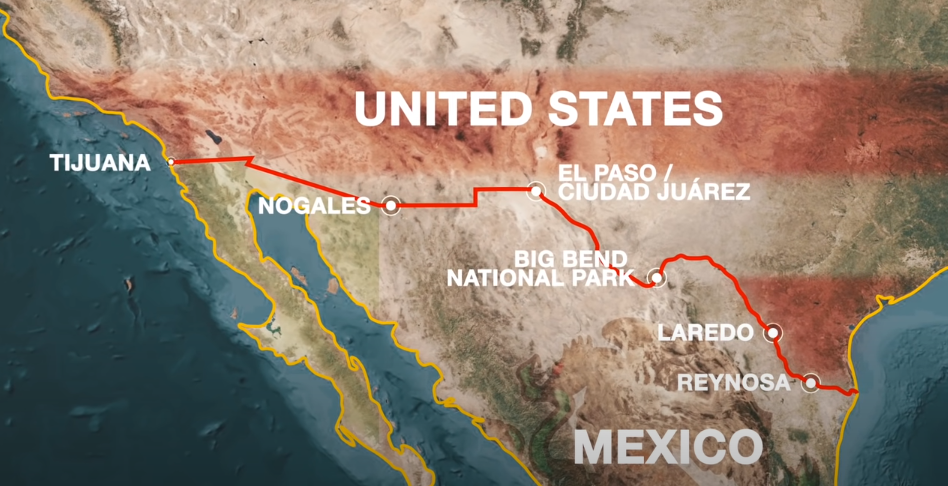 UNITED STATES
TIJUANA
EL PASO /
CIUDAD JUÁREZ
NOGALES
BIG BEND
NATIONAL PARK
LAREDO
REYNOSA
MEXICO